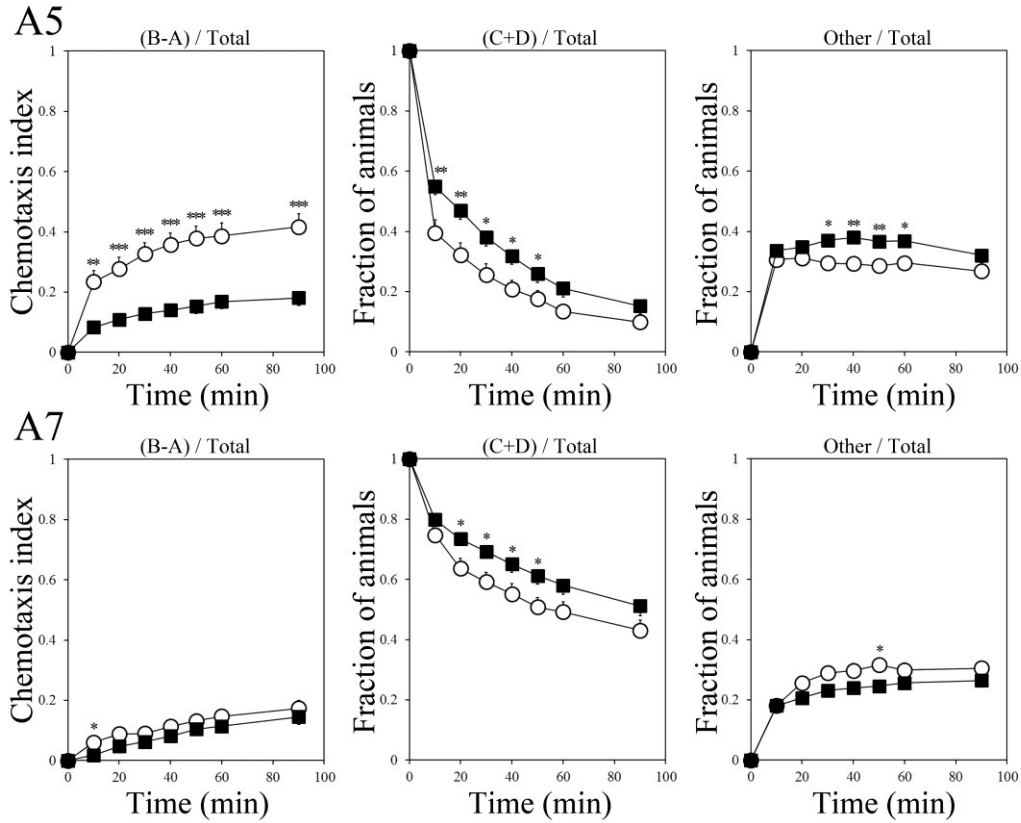 A5
(B-A) / Total
(C+D) / Total
Other / Total
Chemotaxis index
Fraction of animals
Fraction of animals
1
0.8
0.6
0.4
0.2
0
1
0.8
0.6
0.4
0.2
0
1
0.8
0.6
0.4
0.2
0
** *** *** *** *** *** ***
** ** * * *
* ** ** *
0 20 40 60 80 100
0 20 40 60 80 100
0 20 40 60 80 100
Time (min)
Time (min)
Time (min)
A7
(B-A) / Total
(C+D) / Total
Other / Total
Chemotaxis index
Fraction of animals
Fraction of animals
1
0.8
0.6
0.4
0.2
0
1
0.8
0.6
0.4
0.2
0
1
0.8
0.6
0.4
0.2
0
*
* * * *
*
0 20 40 60 80 100
0 20 40 60 80 100
0 20 40 60 80 100
Time (min)
Time (min)
Time (min)